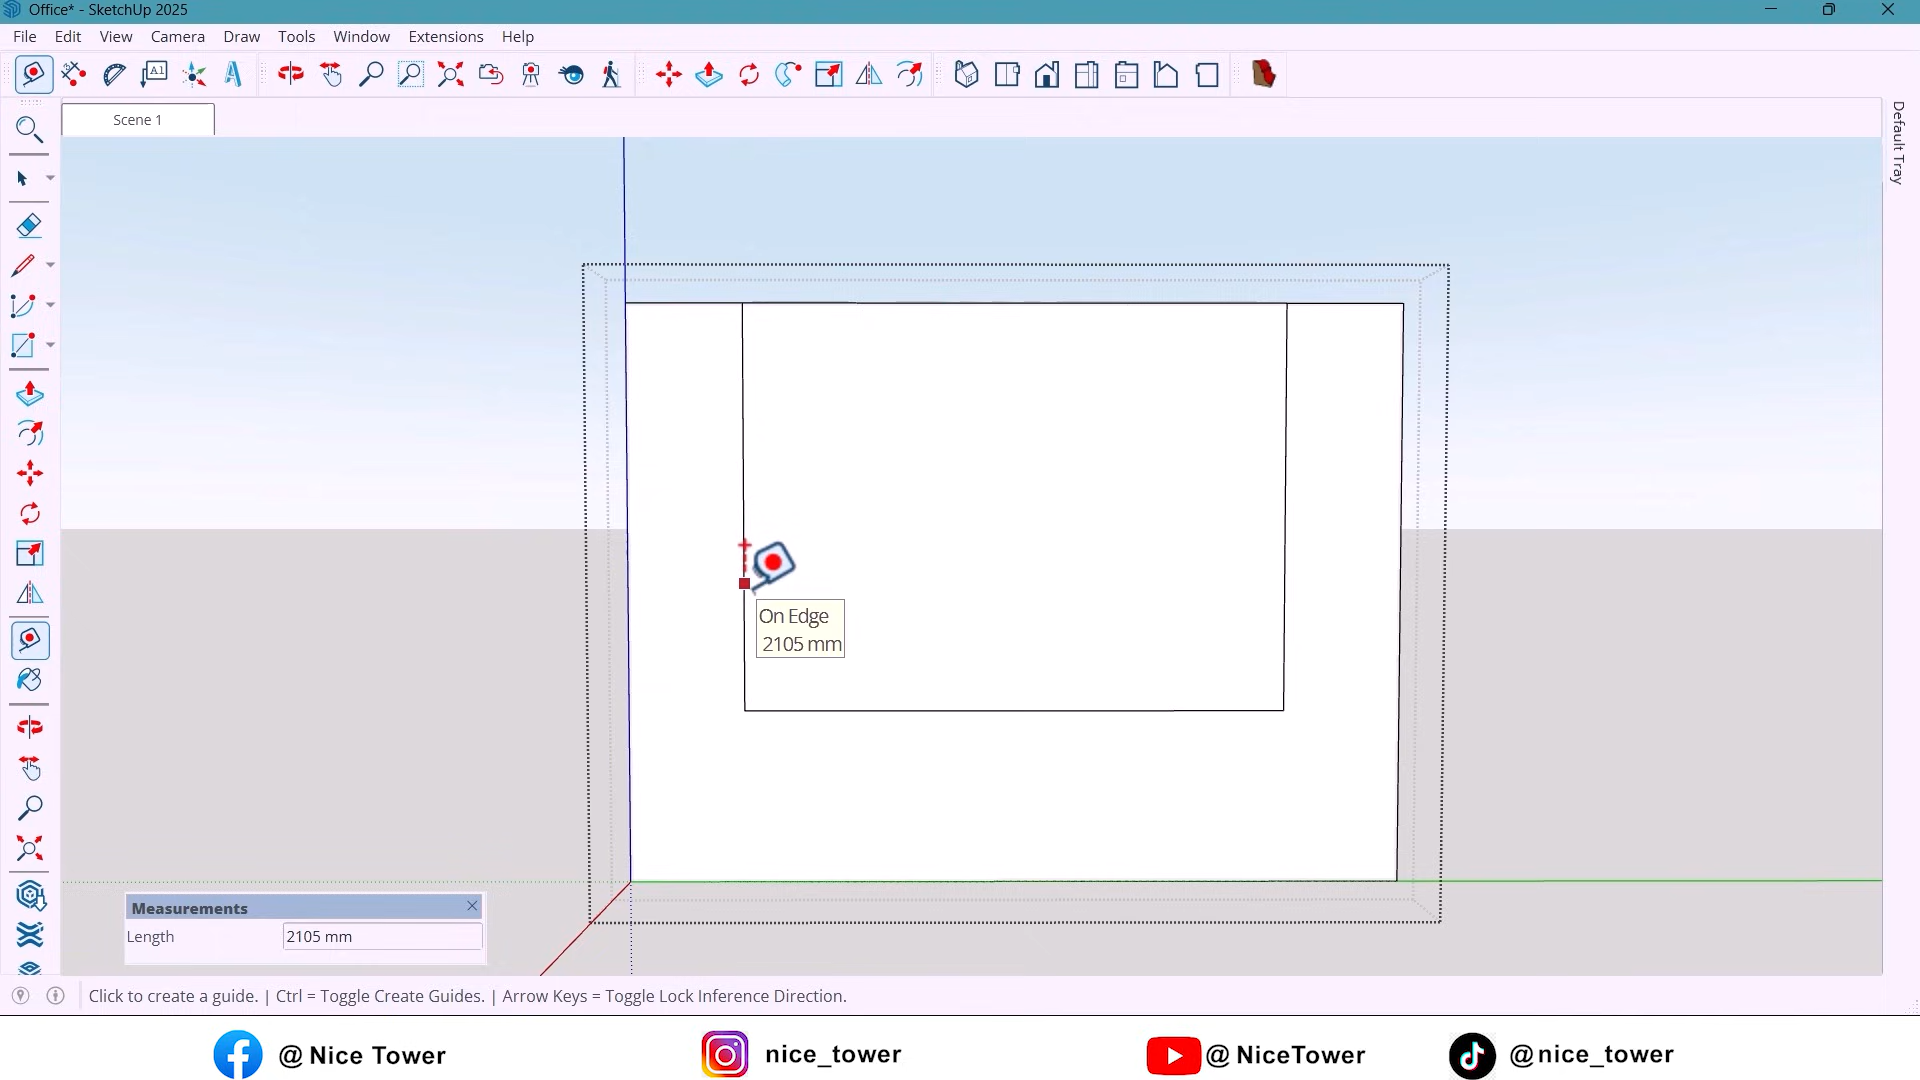 Office* - SketchUp 2025
File Edit View Camera Draw Tools Window Extensions Help
A1
Scene 1
Default Tray
On Edge
2105 mm
Measurements
Length 2105 mm
Click to create a guide. | Ctrl = Toggle Create Guides. | Arrow Keys = Toggle Lock Inference Direction.
@ Nice Tower nice_tower @ NiceTower @nice_tower